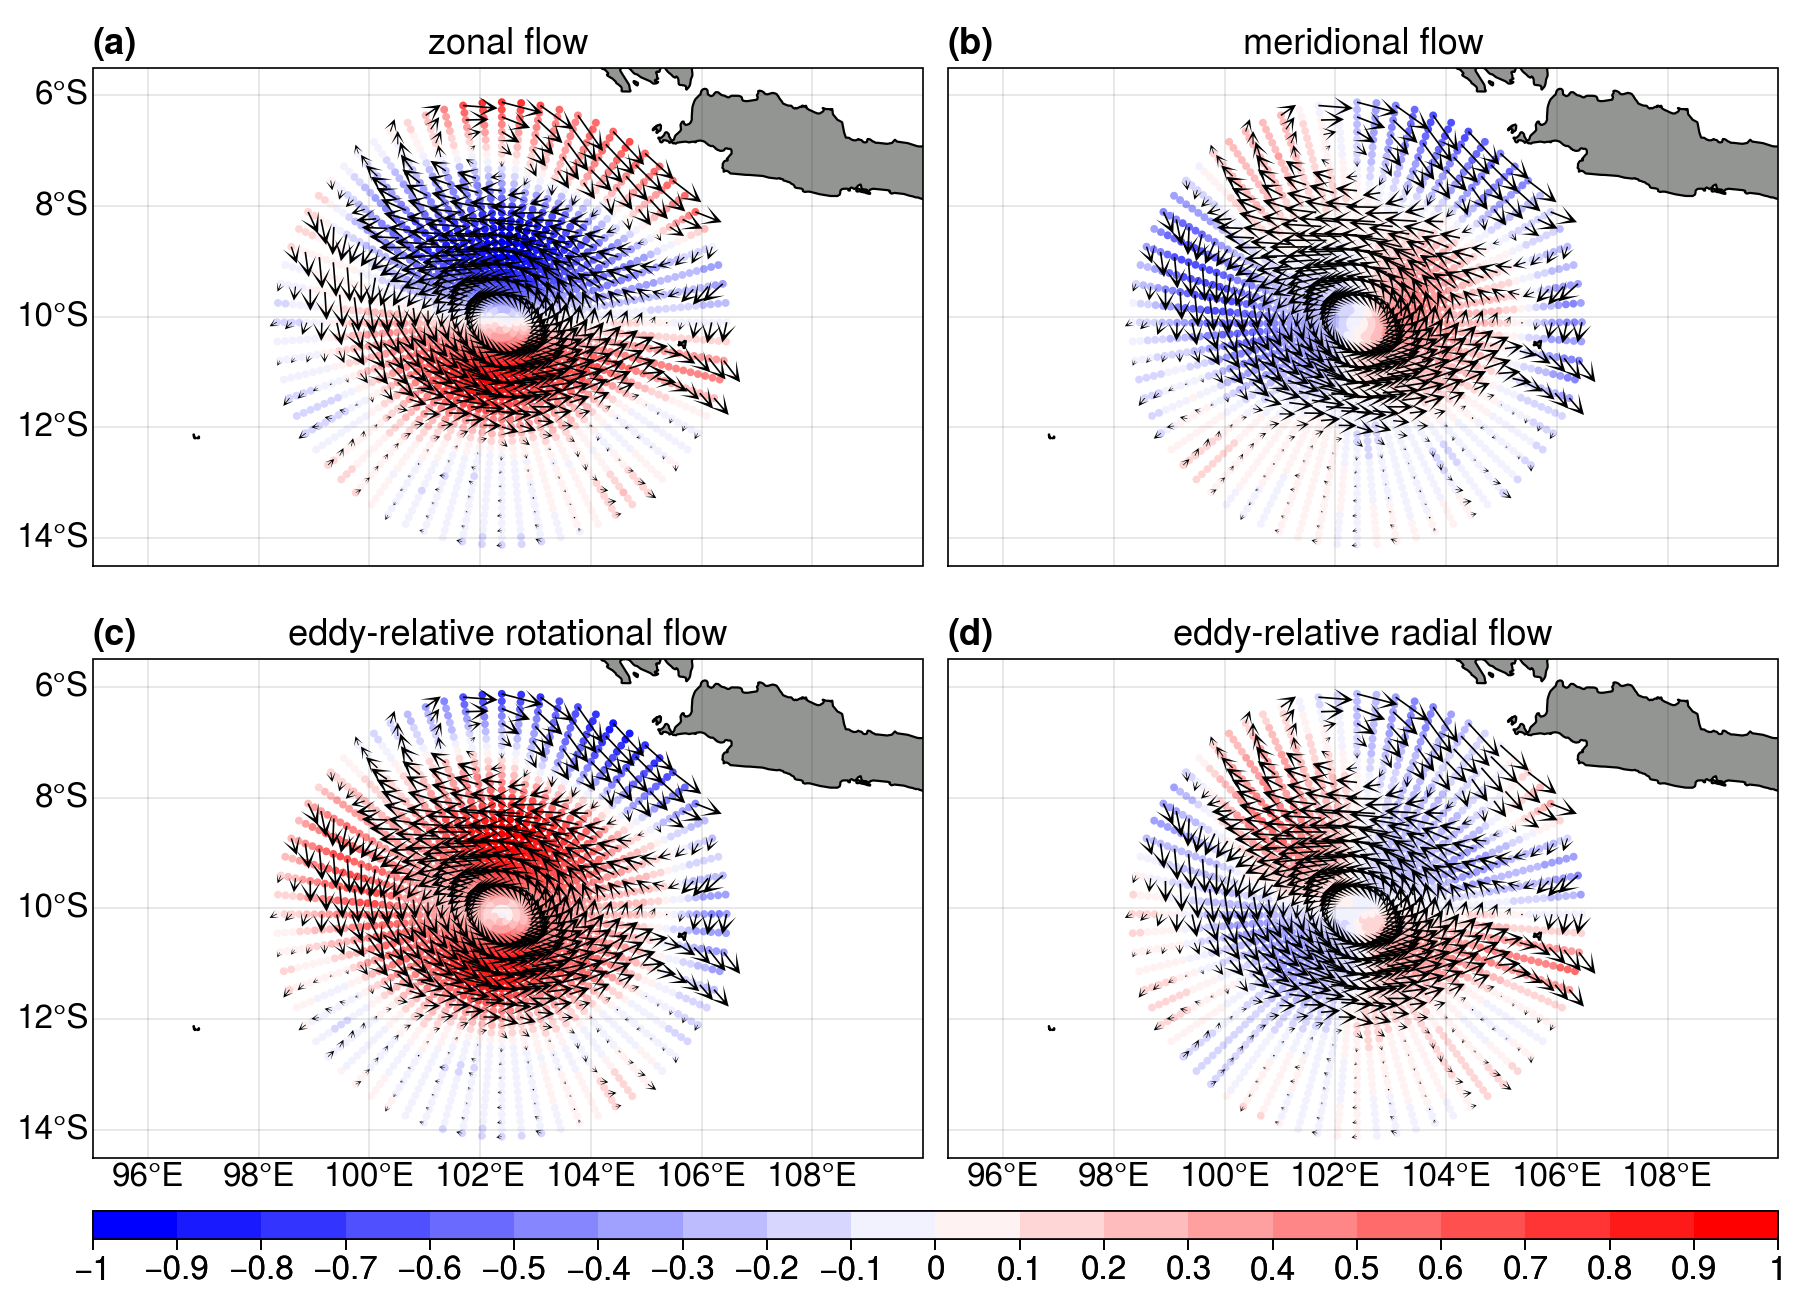 (a) zonal flow
(b) meridional flow
6°S
8°S
10°S
12°S
14°S
(c) eddy-relative rotational flow
(d) eddy-relative radial flow
6°S
8°S
10°S
12°S
14°S
96°E 98°E 100°E 102°E 104°E 106°E 108°E
96°E 98°E 100°E 102°E 104°E 106°E 108°E
−1 −0.9 −0.8 −0.7 −0.6 −0.5 −0.4 −0.3 −0.2 −0.1 0 0.1 0.2 0.3 0.4 0.5 0.6 0.7 0.8 0.9 1